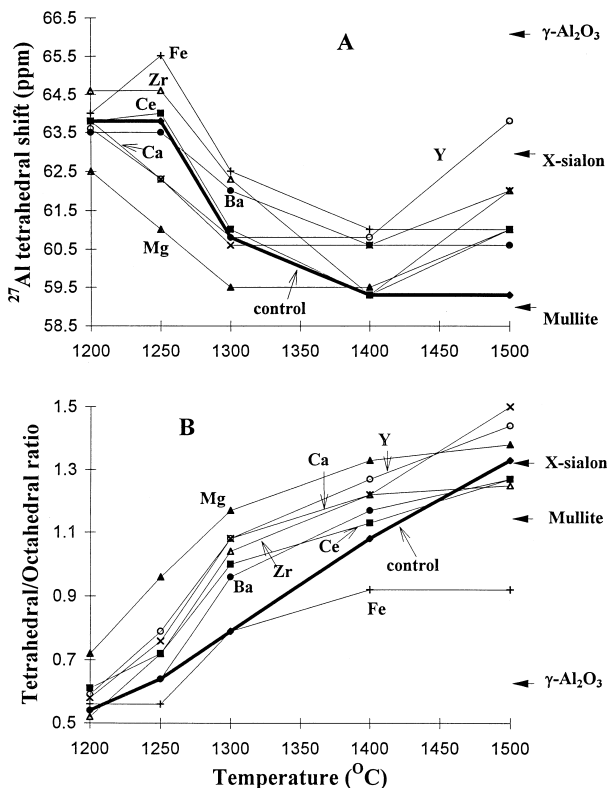 66.5
65.5
64.5
63.5
62.5
61.5
60.5
59.5
58.5
²⁷Al tetrahedral shift (ppm)
A
Fe
Zr
Ce
Ca
Ba
Mg
Y
control
γ-Al₂O₃
X-sialon
Mullite
1200 1250 1300 1350 1400 1450 1500
1.5
1.3
1.1
0.9
0.7
0.5
Tetrahedral/Octahedral ratio
B
Y
Ca
Mg
Ce
Zr
Ba
control
Fe
X-sialon
Mullite
γ-Al₂O₃
1200 1250 1300 1350 1400 1450 1500
Temperature (ᴼC)